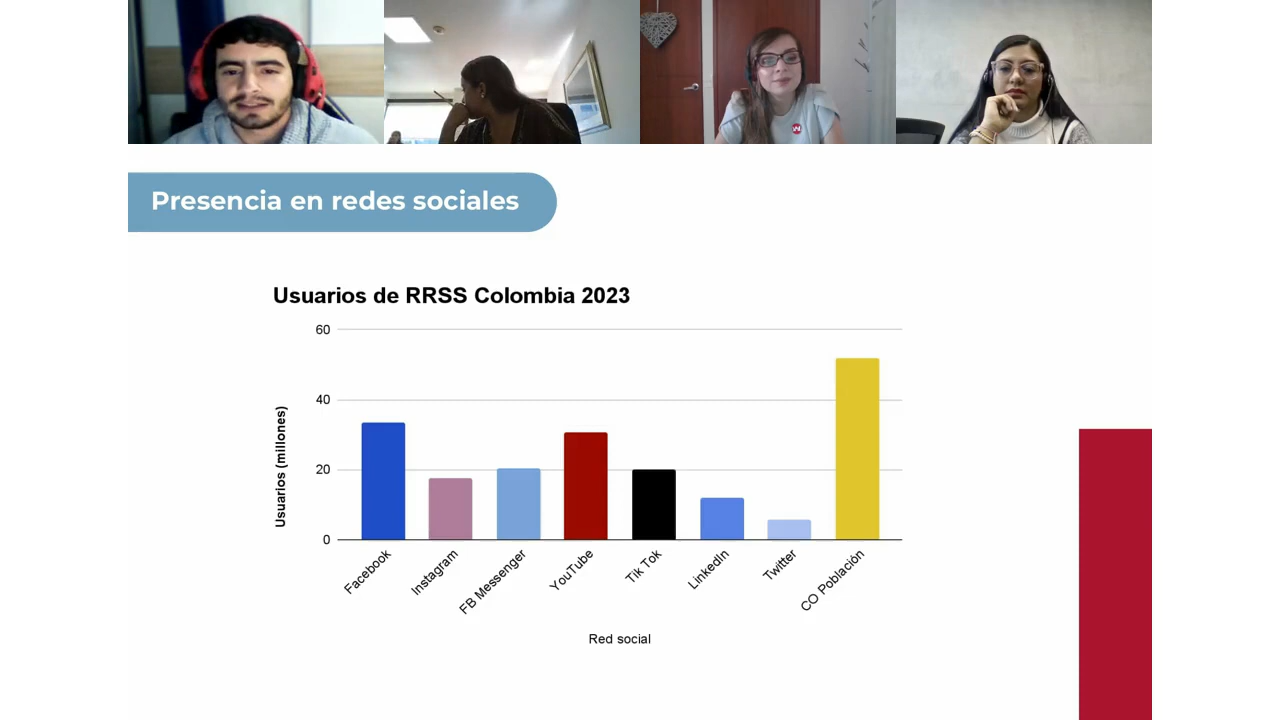 Presencia en redes sociales
Usuarios de RRSS Colombia 2023
60
40
20
0
Usuarios (millones)
Facebook
Instagram
FB Messenger
YouTube
Tik Tok
LinkedIn
Twitter
CO Población
Red social